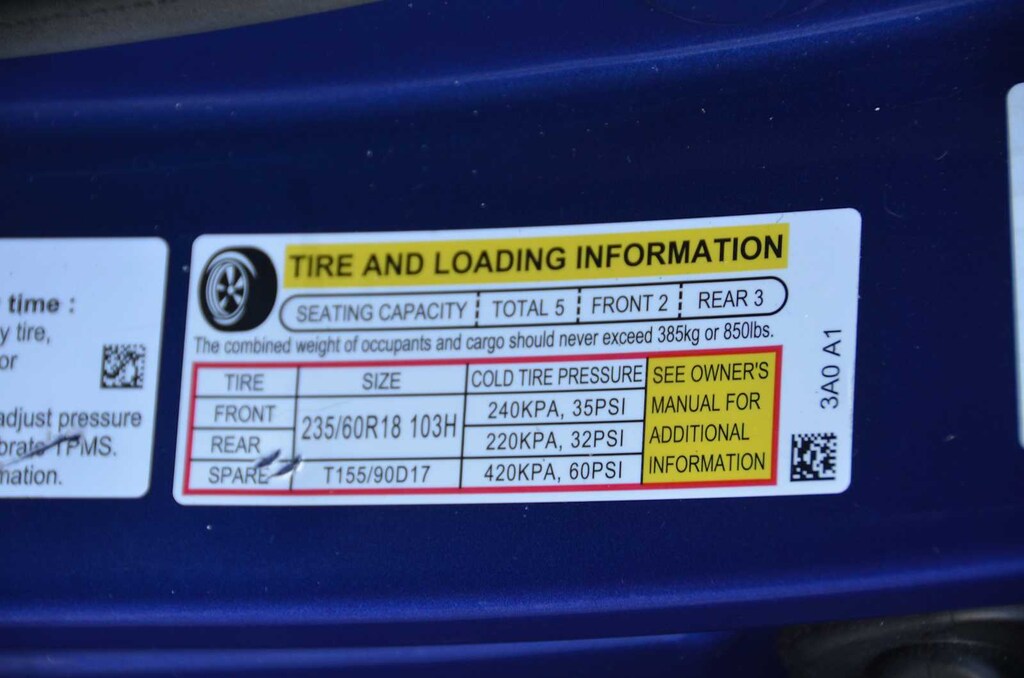 time :
tire,
or
adjust pressure
TPMS.
TIRE AND LOADING INFORMATION
SEATING CAPACITY TOTAL 5 FRONT 2 REAR 3
The combined weight of occupants and cargo should never exceed 385kg or 850lbs.
TIRE SIZE COLD TIRE PRESSURE
FRONT 235/60R18 103H 240KPA, 35PSI
REAR 220KPA, 32PSI
SPARE T155/90D17 420KPA, 60PSI
SEE OWNER'S
MANUAL FOR
ADDITIONAL
INFORMATION
3A0 A1